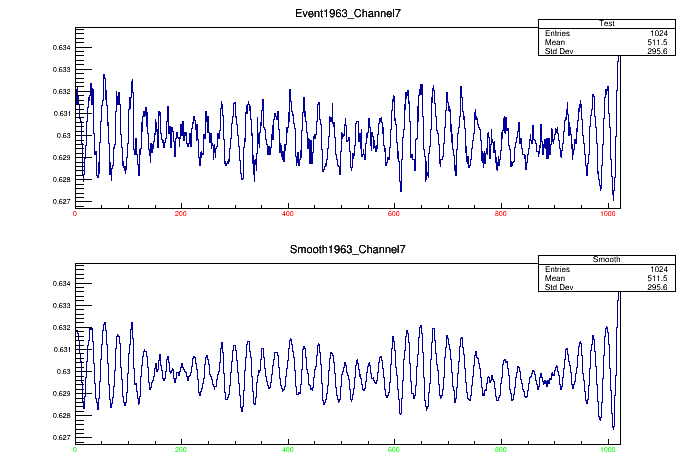 Event1963_Channel7
Test
Entries 1024
Mean 511.5
Std Dev 295.6
0.634
0.633
0.632
0.631
0.63
0.629
0.628
0.627
0 200 400 600 800 1000
Smooth1963_Channel7
Smooth
Entries 1024
Mean 511.5
Std Dev 295.6
0.634
0.633
0.632
0.631
0.63
0.629
0.628
0.627
0 200 400 600 800 1000